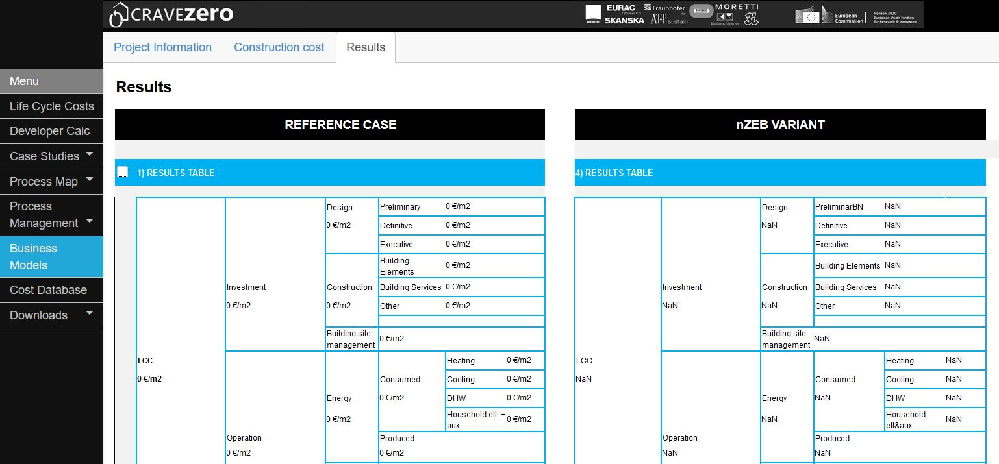 CRAVEZERO
AEE INTEC
EURAC
research
SKANSKA
Fraunhofer
ISE
ATP sustain
BOUYGUES
MORETTI
Köhler & Meinzer
European
Commission
Horizon 2020
European Union funding
for Research & Innovation
Project Information
Construction cost
Results
Menu
Life Cycle Costs
Developer Calc
Case Studies
Process Map
Process
Management
Business
Models
Cost Database
Downloads
Results
REFERENCE CASE
1) RESULTS TABLE
LCC
0 €/m2
Investment
0 €/m2
Design
0 €/m2
Preliminary 0 €/m2
Definitive 0 €/m2
Executive 0 €/m2
Construction
0 €/m2
Building
Elements 0 €/m2
Building Services 0 €/m2
Other 0 €/m2
Building site
management 0 €/m2
Operation
0 €/m2
Energy
0 €/m2
Consumed
0 €/m2
Heating 0 €/m2
Cooling 0 €/m2
DHW 0 €/m2
Household elt. +
aux. 0 €/m2
Produced
0 €/m2
nZEB VARIANT
4) RESULTS TABLE
LCC
NaN
Investment
NaN
Design
NaN
PreliminarBN NaN
Definitive NaN
Executive NaN
Construction
NaN
Building Elements NaN
Building Services NaN
Other NaN
Building site
management NaN
Operation
NaN
Energy
NaN
Consumed
NaN
Heating NaN
Cooling NaN
DHW NaN
Household
elt&aux. NaN
Produced
NaN